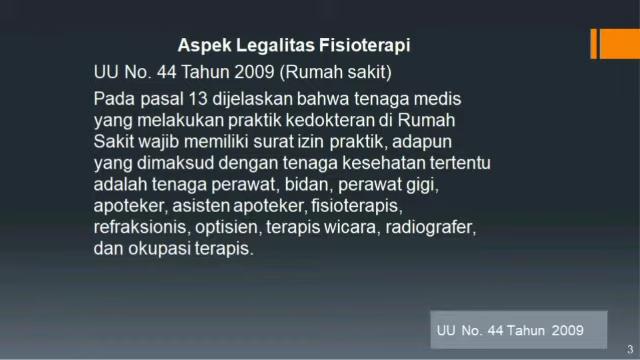 Aspek Legalitas Fisioterapi
UU No. 44 Tahun 2009 (Rumah sakit)
Pada pasal 13 dijelaskan bahwa tenaga medis
yang melakukan praktik kedokteran di Rumah
Sakit wajib memiliki surat izin praktik, adapun
yang dimaksud dengan tenaga kesehatan tertentu
adalah tenaga perawat, bidan, perawat gigi,
apoteker, asisten apoteker, fisioterapis,
refraksionis, optisien, terapis wicara, radiografer,
dan okupasi terapis.
UU No. 44 Tahun 2009
3